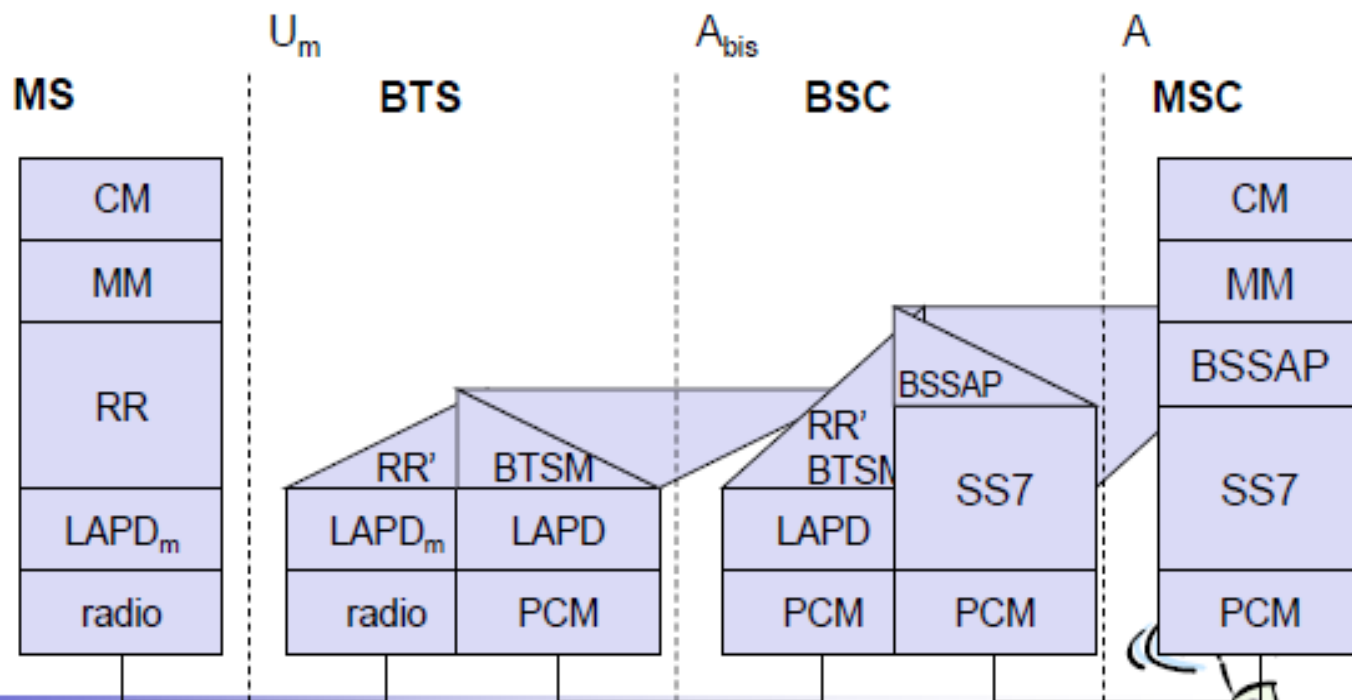 Um Abis A
MS BTS BSC MSC
CM CM
MM MM
BSSAP
BSSAP
RR
RR'
RR' BTSM BTSM
SS7 SS7
LAPDm LAPDm LAPD LAPD
radio radio PCM PCM PCM PCM